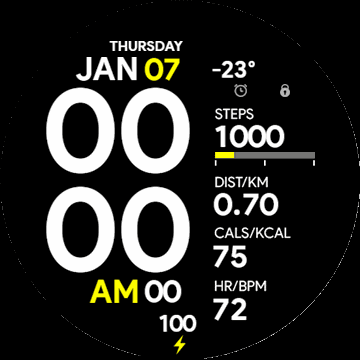 THURSDAY
JAN 07
00
00
AM 00
100
-23°
STEPS
1000
DIST/KM
0.70
CALS/KCAL
75
HR/BPM
72